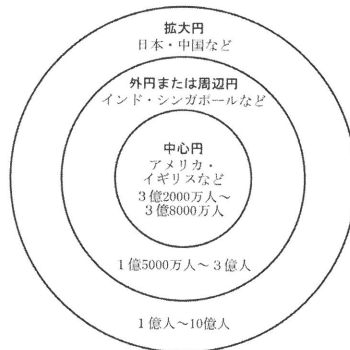 拡大円
日本・中国など
外円または周辺円
インド・シンガポールなど
中心円
アメリカ・
イギリスなど
3億2000万人～
3億8000万人
1億5000万人～3億人
1億人～10億人